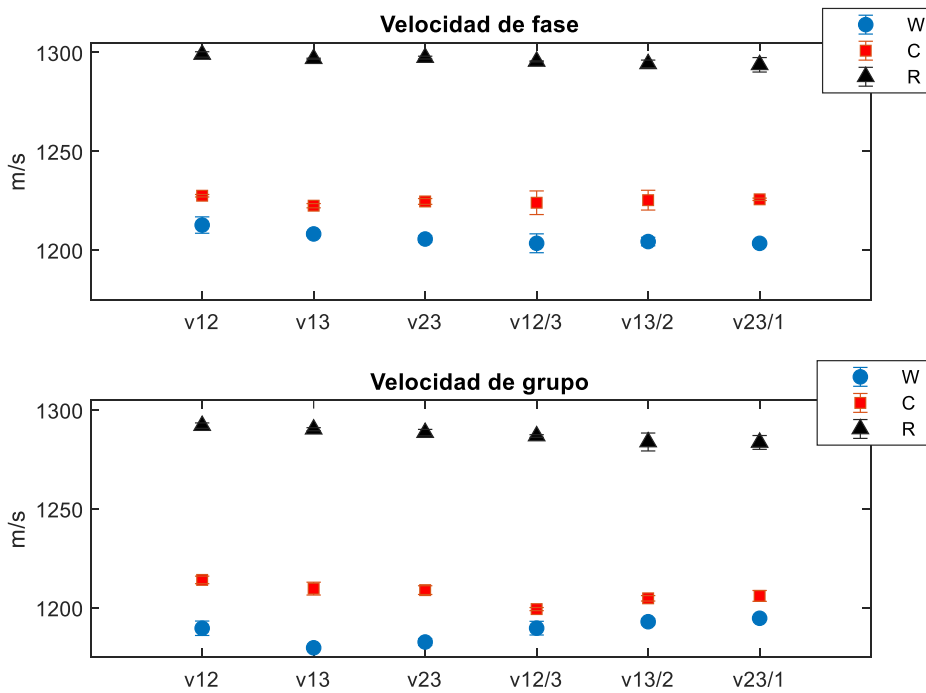 Velocidad de fase
W
C
R
1300
1250
1200
m/s
v12 v13 v23 v12/3 v13/2 v23/1
Velocidad de grupo
W
C
R
1300
1250
1200
m/s
v12 v13 v23 v12/3 v13/2 v23/1